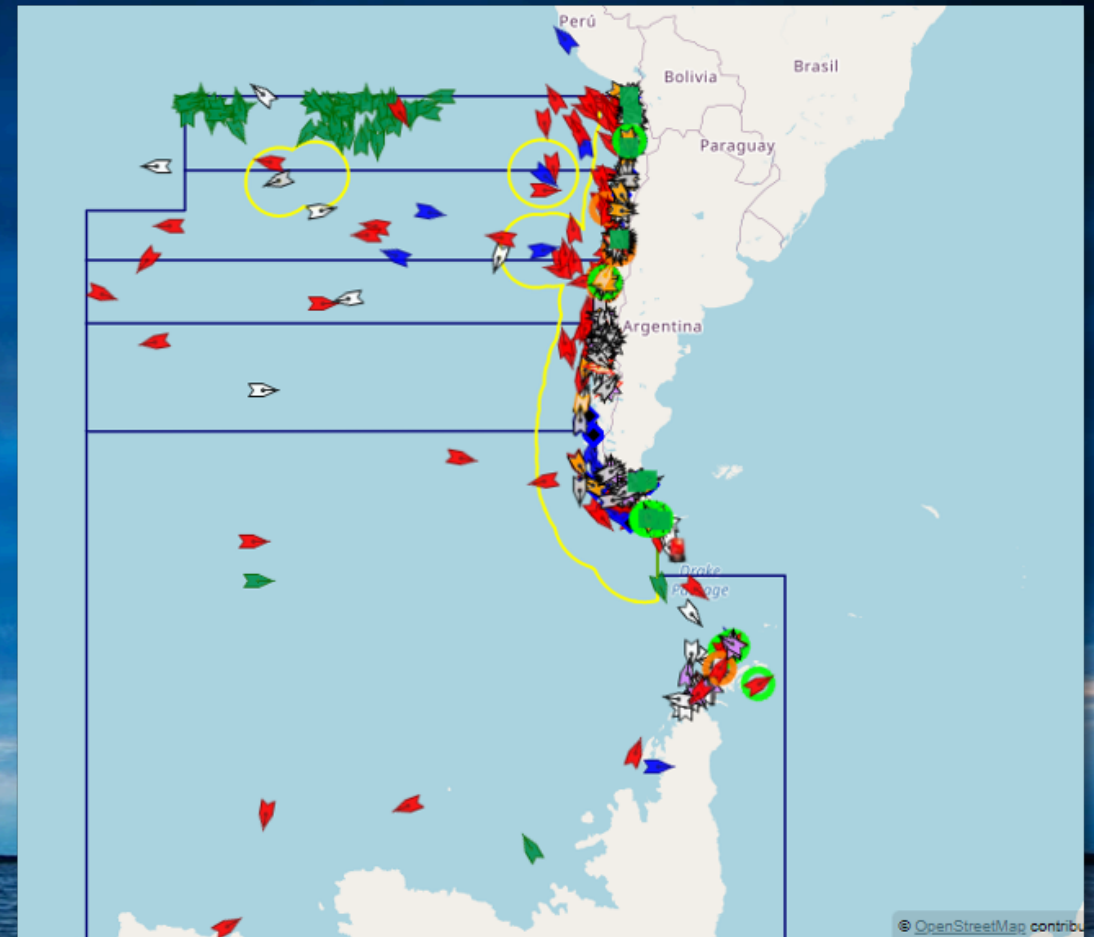 Perú
Bolivia
Brasil
Paraguay
Argentina
Drake
Passage
© OpenStreetMap contribu